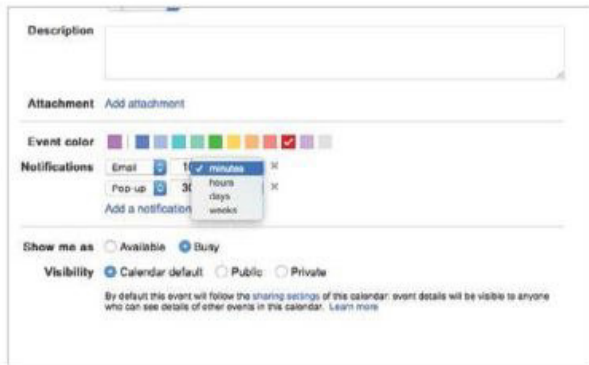 Description
Attachment Add attachment
Event color
Notifications Email 10 minutes
hours
Pop-up 30
days
Add a notification
weeks
Show me as Available Busy
Visibility Calendar default Public Private
By default this event will follow the sharing settings of this calendar: event details will be visible to anyone
who can see details of other events in this calendar. Learn more